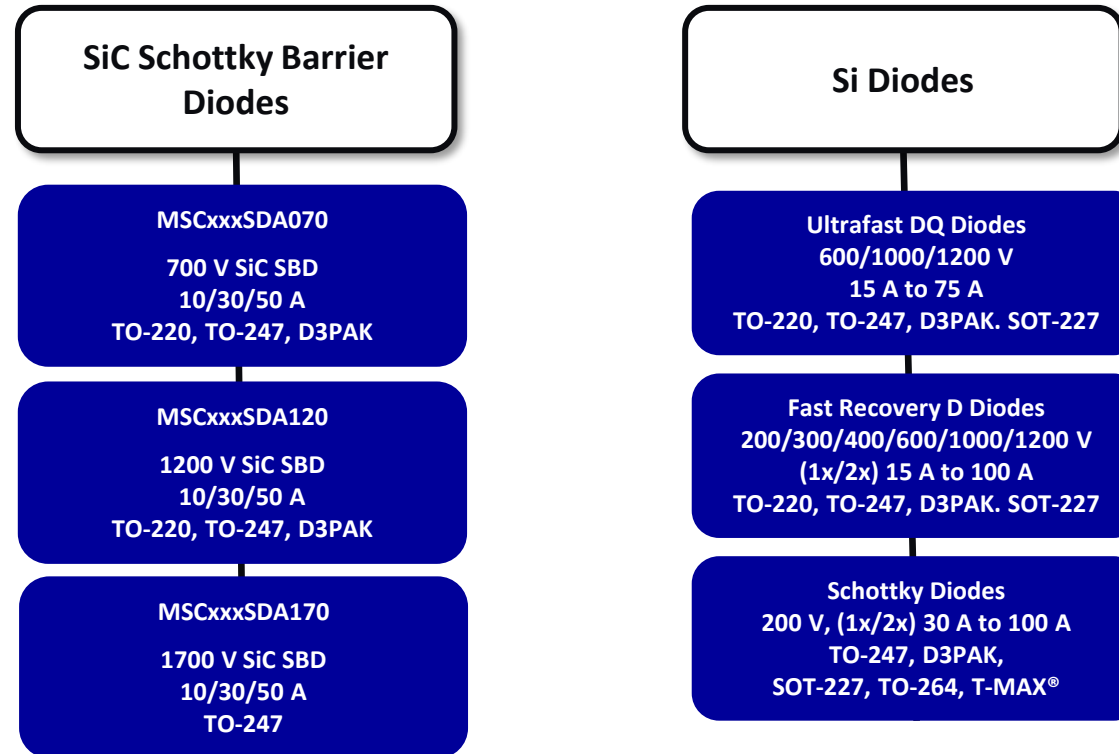 SiC Schottky Barrier
Diodes
MSCxxxSDA070
700 V SiC SBD
10/30/50 A
TO-220, TO-247, D3PAK
MSCxxxSDA120
1200 V SiC SBD
10/30/50 A
TO-220, TO-247, D3PAK
MSCxxxSDA170
1700 V SiC SBD
10/30/50 A
TO-247
Si Diodes
Ultrafast DQ Diodes
600/1000/1200 V
15 A to 75 A
TO-220, TO-247, D3PAK. SOT-227
Fast Recovery D Diodes
200/300/400/600/1000/1200 V
(1x/2x) 15 A to 100 A
TO-220, TO-247, D3PAK. SOT-227
Schottky Diodes
200 V, (1x/2x) 30 A to 100 A
TO-247, D3PAK,
SOT-227, TO-264, T-MAX®